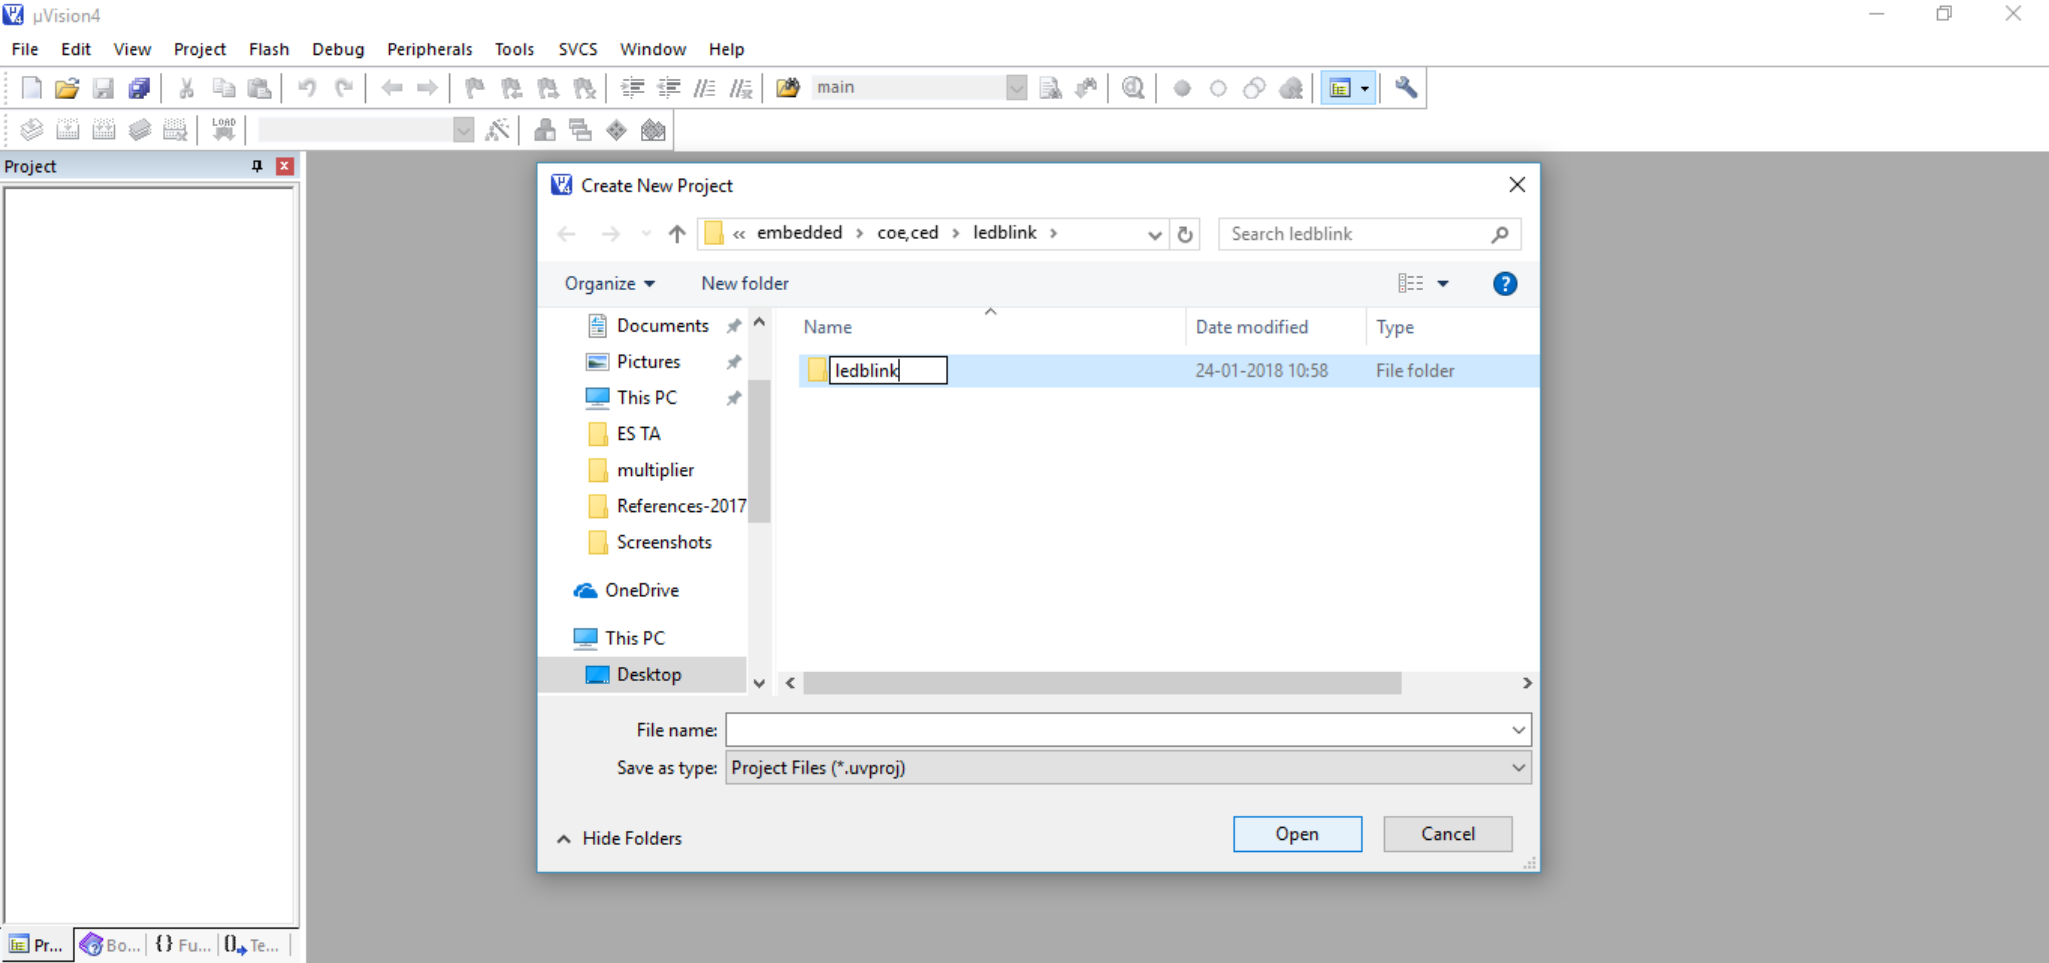 µVision4
File Edit View Project Flash Debug Peripherals Tools SVCS Window Help
main
LOAD
Project
Create New Project
« embedded > coe,ced > ledblink >
Search ledblink
Organize New folder
Documents
Pictures
This PC
ES TA
multiplier
References-2017
Screenshots
OneDrive
This PC
Desktop
Name Date modified Type
ledblink 24-01-2018 10:58 File folder
File name:
Save as type: Project Files (*.uvproj)
Hide Folders
Open Cancel
Pr... Bo... {} Fu... Te...